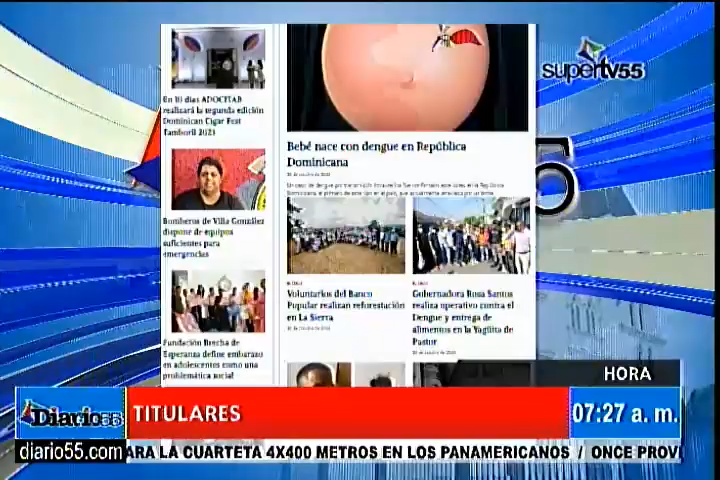 supertv55
5
En 10 días ADOCITAB
realizará la segunda edición
Dominican Cigar Fest
Tamboril 2023
Bomberos de Villa González
dispone de equipos
suficientes para
emergencias
Fundación Brecha de
Esperanza define embarazo
en adolescentes como una
problemática social
Bebé nace con dengue en República
Dominicana
Voluntarios del Banco
Popular realizan reforestación
en La Sierra
Gobernadora Rosa Santos
realiza operativo contra el
Dengue y entrega de
alimentos en La Yagüita de
Pastor
HORA
Diario55
TITULARES
07:27 a. m.
diario55.com
ARA LA CUARTETA 4X400 METROS EN LOS PANAMERICANOS / ONCE PROVI